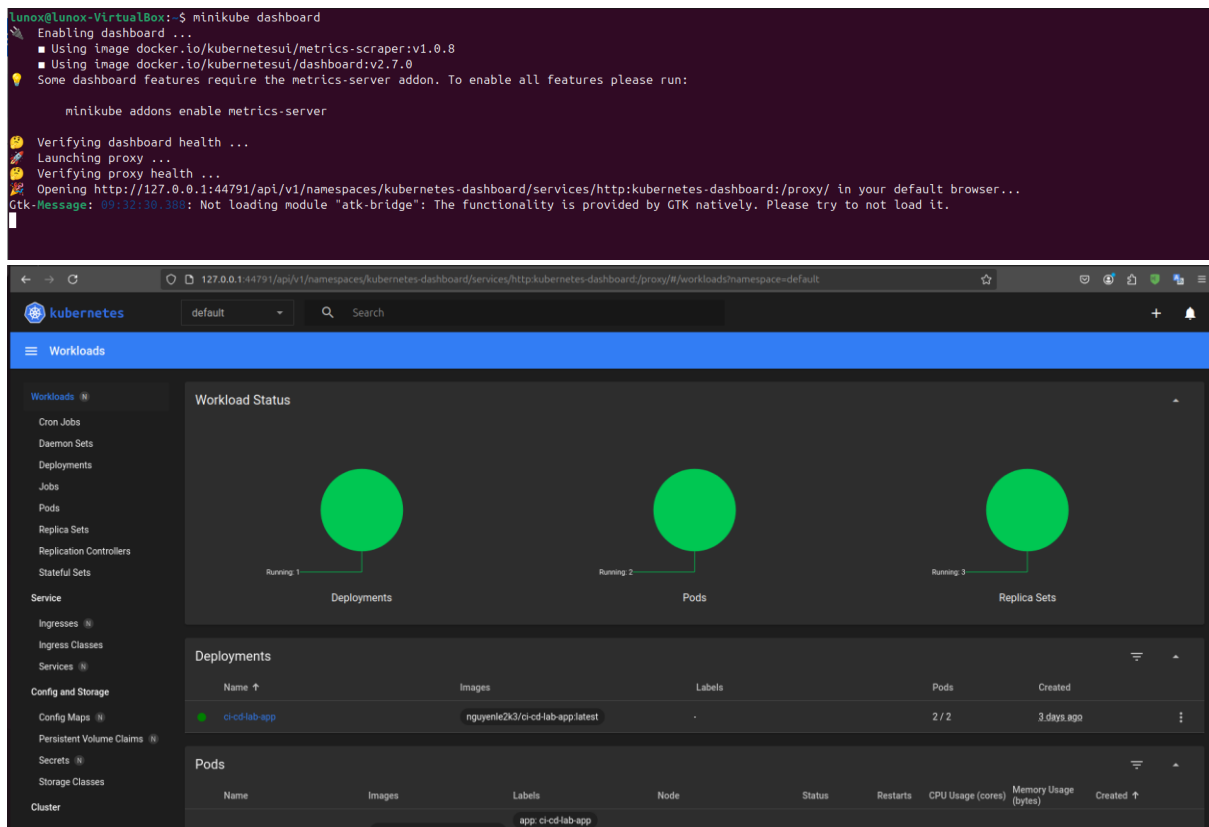 lunox@lunox-VirtualBox:~$ minikube dashboard
Enabling dashboard ...
▪ Using image docker.io/kubernetesui/metrics-scraper:v1.0.8
▪ Using image docker.io/kubernetesui/dashboard:v2.7.0
Some dashboard features require the metrics-server addon. To enable all features please run:
minikube addons enable metrics-server
Verifying dashboard health ...
Launching proxy ...
Verifying proxy health ...
Opening http://127.0.0.1:44791/api/v1/namespaces/kubernetes-dashboard/services/http:kubernetes-dashboard:/proxy/ in your default browser...
Gtk-Message: 09:32:30.308: Not loading module "atk-bridge": The functionality is provided by GTK natively. Please try to not load it.
127.0.0.1:44791/api/v1/namespaces/kubernetes-dashboard/services/http:kubernetes-dashboard:/proxy/#/workloads?namespace=default
kubernetes default Search
Workloads
Workloads N
Cron Jobs
Daemon Sets
Deployments
Jobs
Pods
Replica Sets
Replication Controllers
Stateful Sets
Service
Ingresses N
Ingress Classes
Services N
Config and Storage
Config Maps N
Persistent Volume Claims N
Secrets N
Storage Classes
Cluster
Workload Status
Running: 1 Running: 2 Running: 3
Deployments Pods Replica Sets
Deployments
Name Images Labels Pods Created
ci-cd-lab-app nguyenle2k3/ci-cd-lab-app:latest - 2 / 2 3 days ago
Pods
Name Images Labels Node Status Restarts CPU Usage (cores) Memory Usage (bytes) Created
app: ci-cd-lab-app